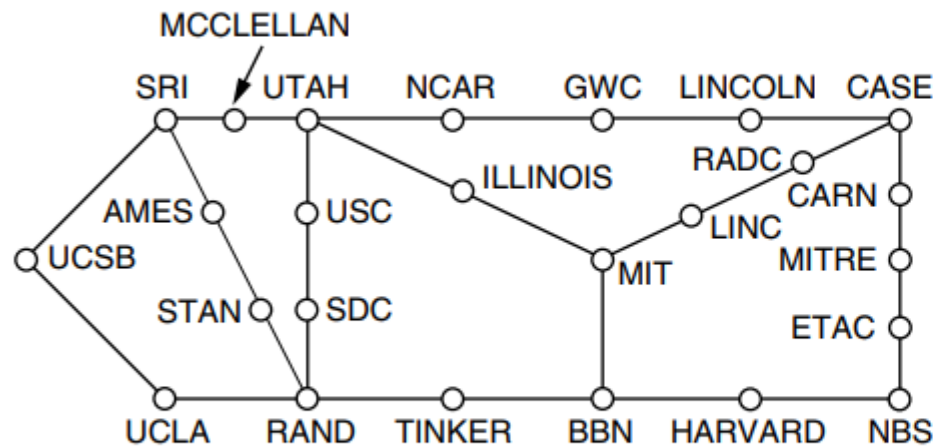 MCCLELLAN
SRI UTAH NCAR GWC LINCOLN CASE
RADC
ILLINOIS
CARN
AMES USC LINC
UCSB MIT MITRE
STAN SDC
ETAC
UCLA RAND TINKER BBN HARVARD NBS